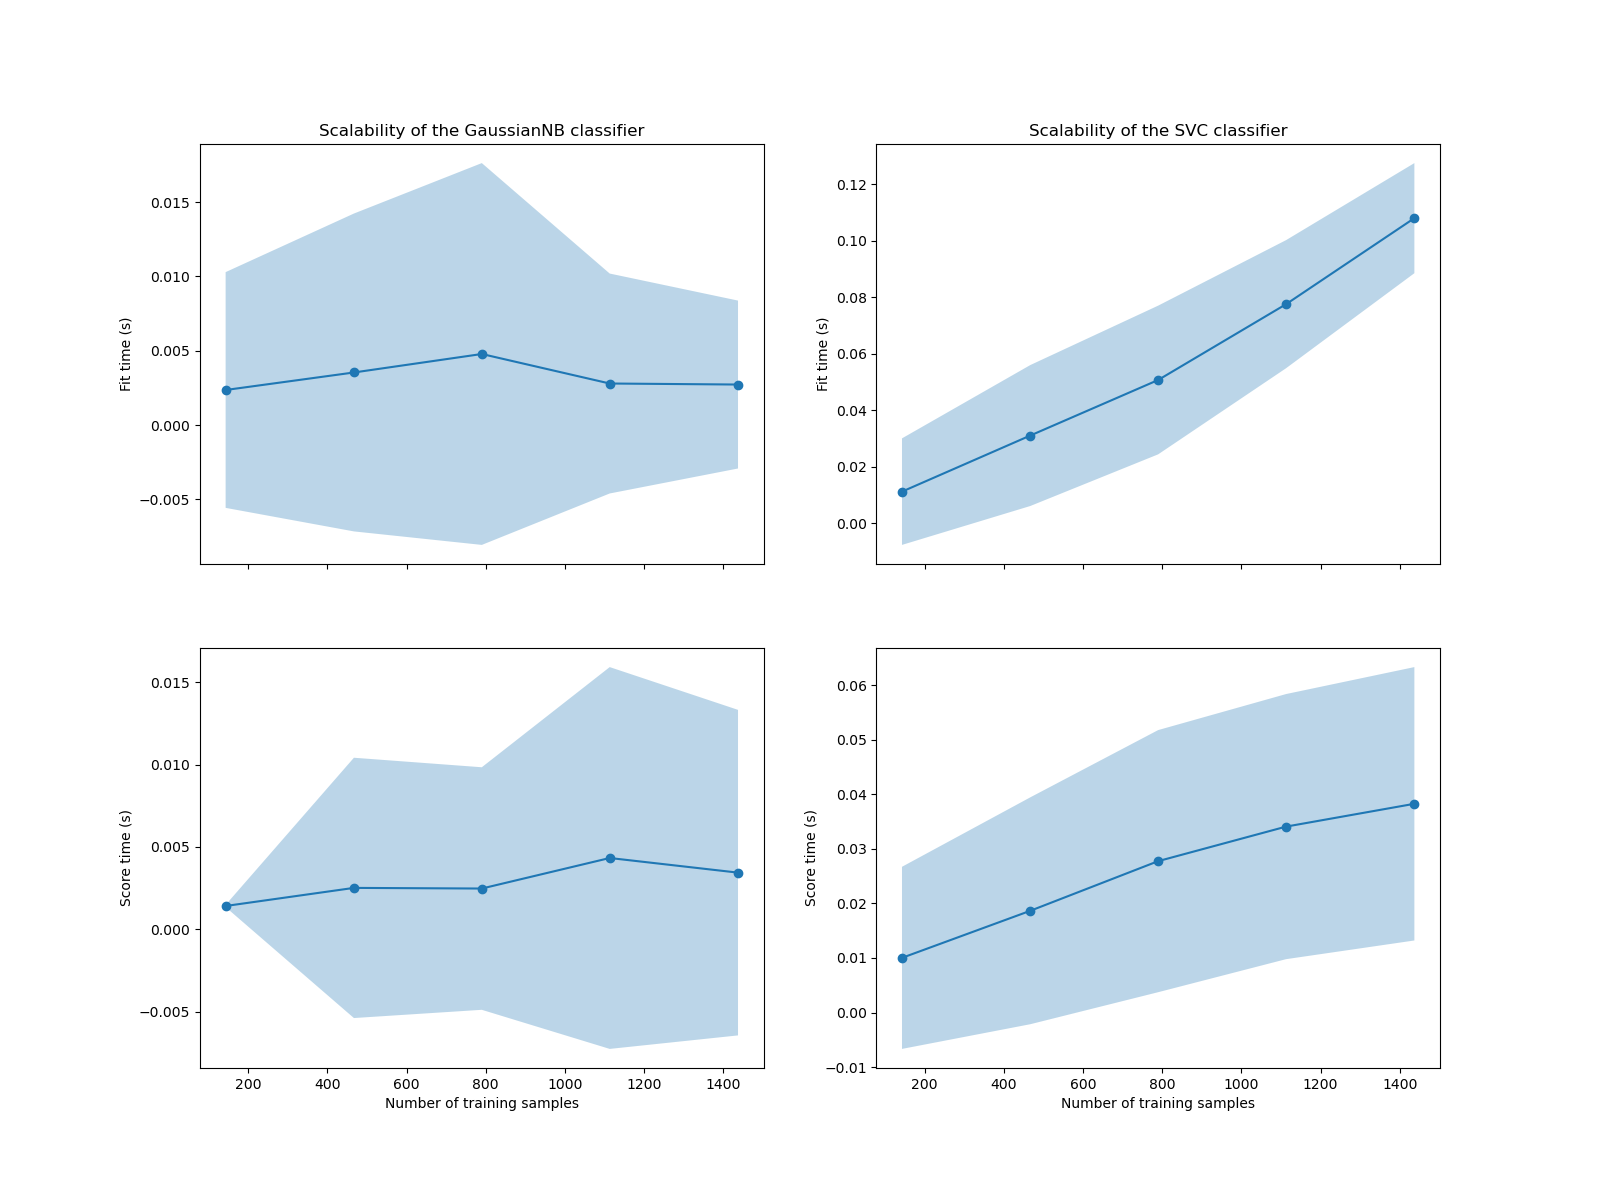 Scalability of the GaussianNB classifier
Fit time (s)
0.015
0.010
0.005
0.000
−0.005
Scalability of the SVC classifier
Fit time (s)
0.12
0.10
0.08
0.06
0.04
0.02
0.00
Score time (s)
0.015
0.010
0.005
0.000
−0.005
200 400 600 800 1000 1200 1400
Number of training samples
Score time (s)
0.06
0.05
0.04
0.03
0.02
0.01
0.00
−0.01
200 400 600 800 1000 1200 1400
Number of training samples